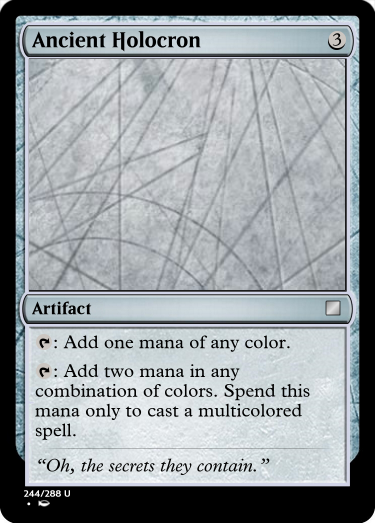 Ancient Holocron 3
Artifact
: Add one mana of any color.
: Add two mana in any
combination of colors. Spend this
mana only to cast a multicolored
spell.
“Oh, the secrets they contain.”
244/288 U